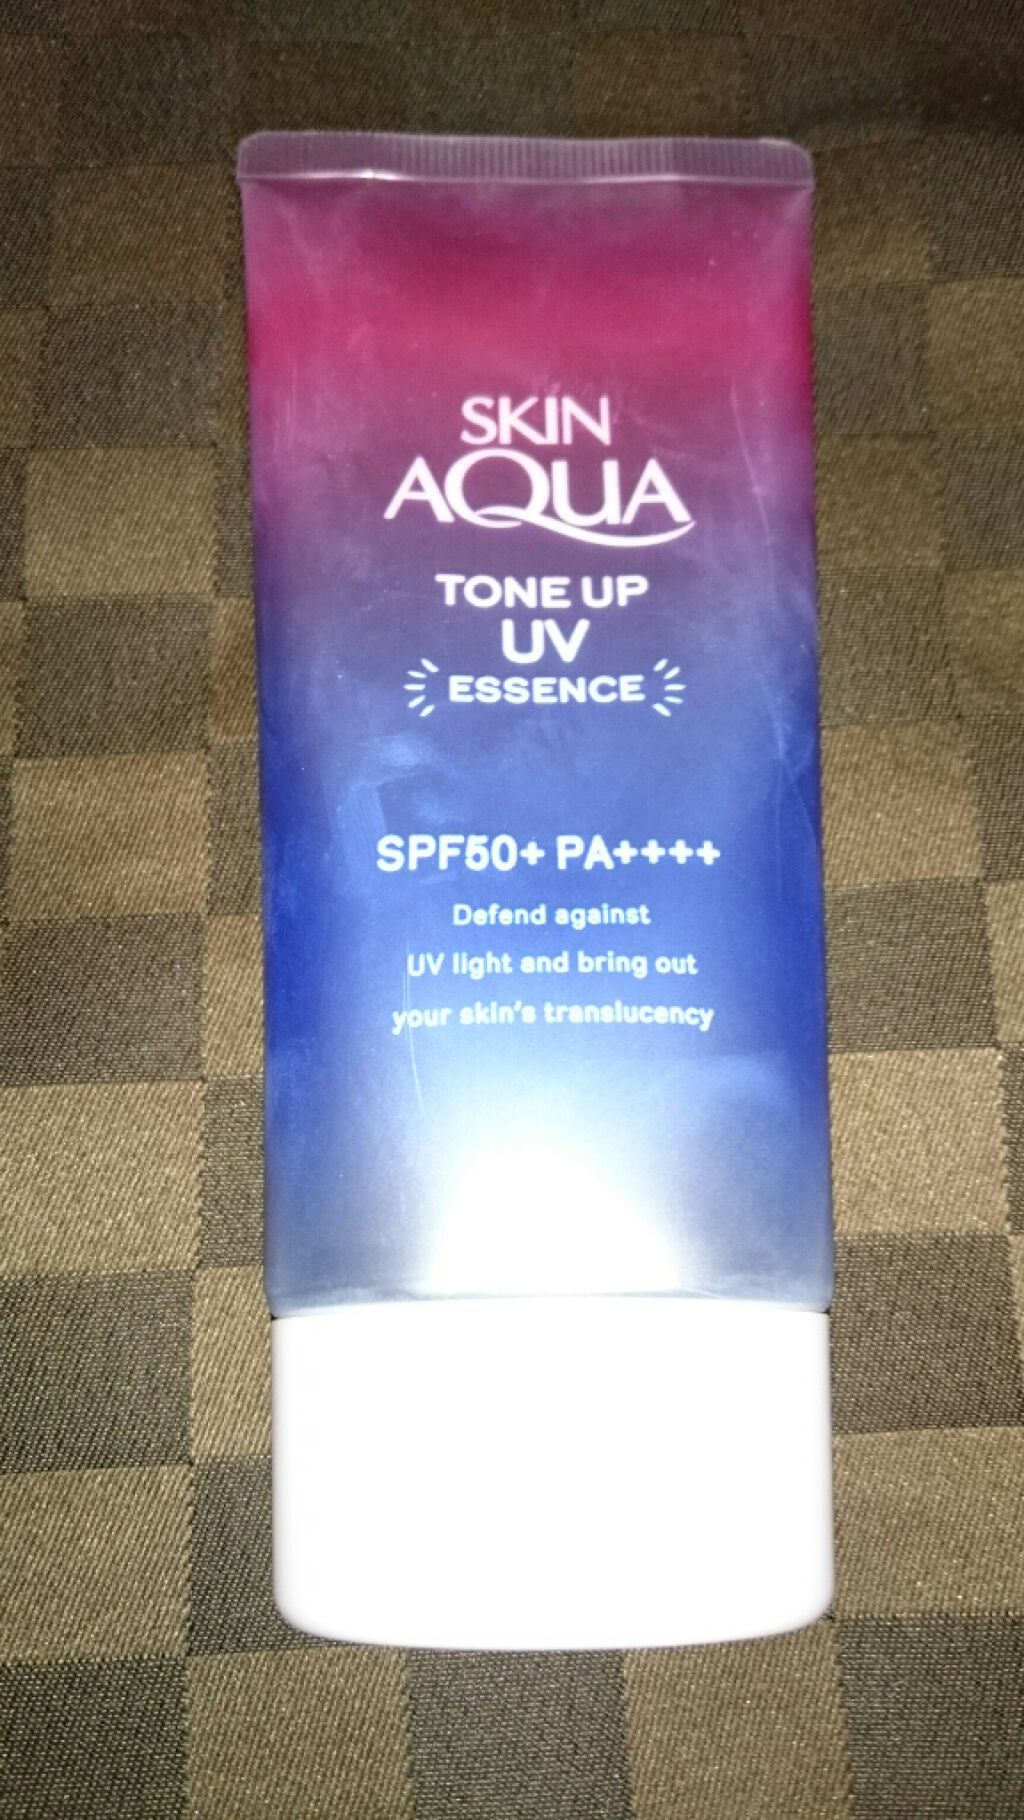 SKIN
AQUA
TONE UP
UV
ESSENCE
SPF50+ PA++++
Defend against
UV light and bring out
your skin's translucency